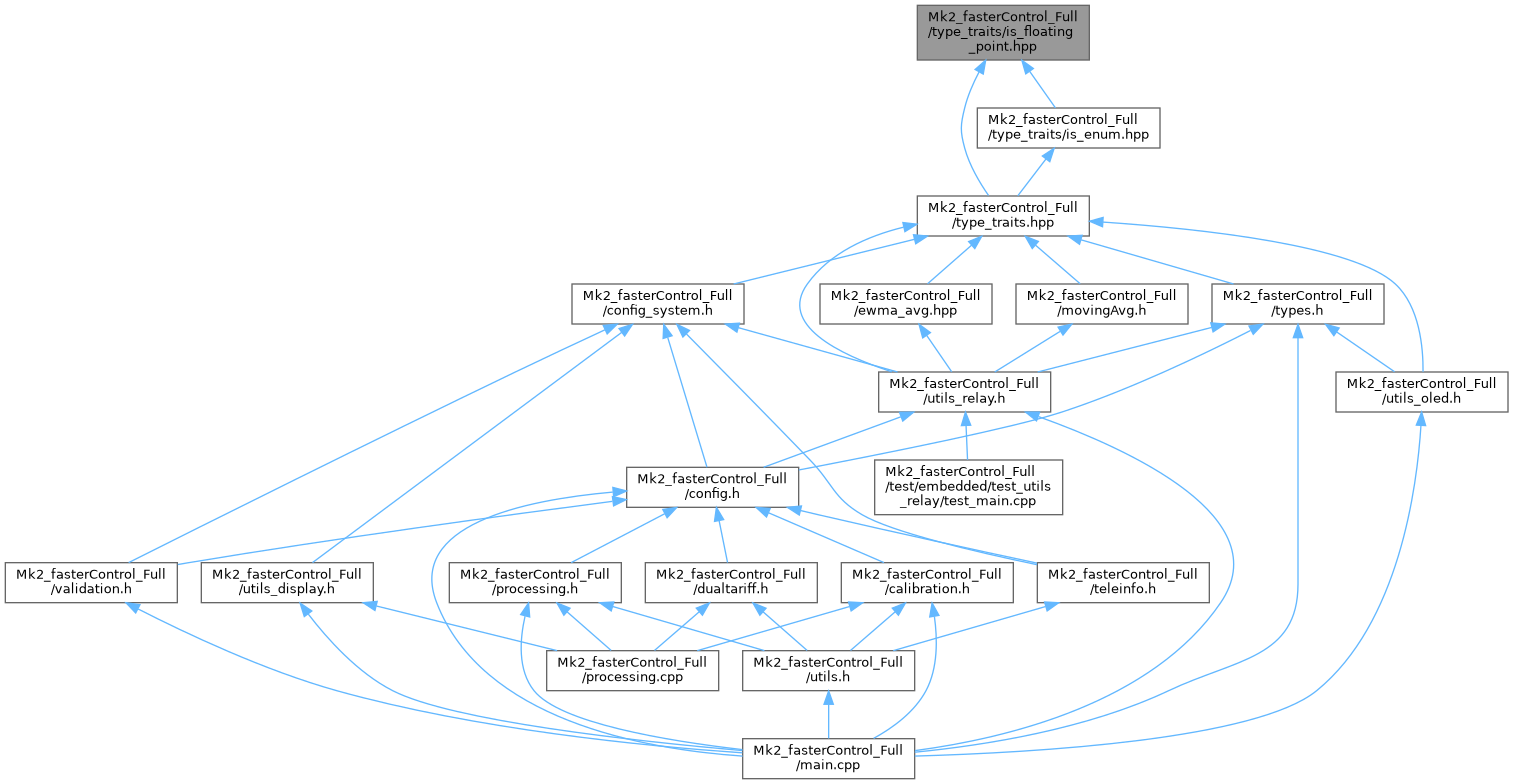 Mk2_fasterControl_Full
/type_traits/is_floating
_point.hpp
Mk2_fasterControl_Full
/type_traits/is_enum.hpp
Mk2_fasterControl_Full
/type_traits.hpp
Mk2_fasterControl_Full
/config_system.h
Mk2_fasterControl_Full
/ewma_avg.hpp
Mk2_fasterControl_Full
/movingAvg.h
Mk2_fasterControl_Full
/types.h
Mk2_fasterControl_Full
/utils_relay.h
Mk2_fasterControl_Full
/utils_oled.h
Mk2_fasterControl_Full
/config.h
Mk2_fasterControl_Full
/test/embedded/test_utils
_relay/test_main.cpp
Mk2_fasterControl_Full
/validation.h
Mk2_fasterControl_Full
/utils_display.h
Mk2_fasterControl_Full
/processing.h
Mk2_fasterControl_Full
/dualtariff.h
Mk2_fasterControl_Full
/calibration.h
Mk2_fasterControl_Full
/teleinfo.h
Mk2_fasterControl_Full
/processing.cpp
Mk2_fasterControl_Full
/utils.h
Mk2_fasterControl_Full
/main.cpp